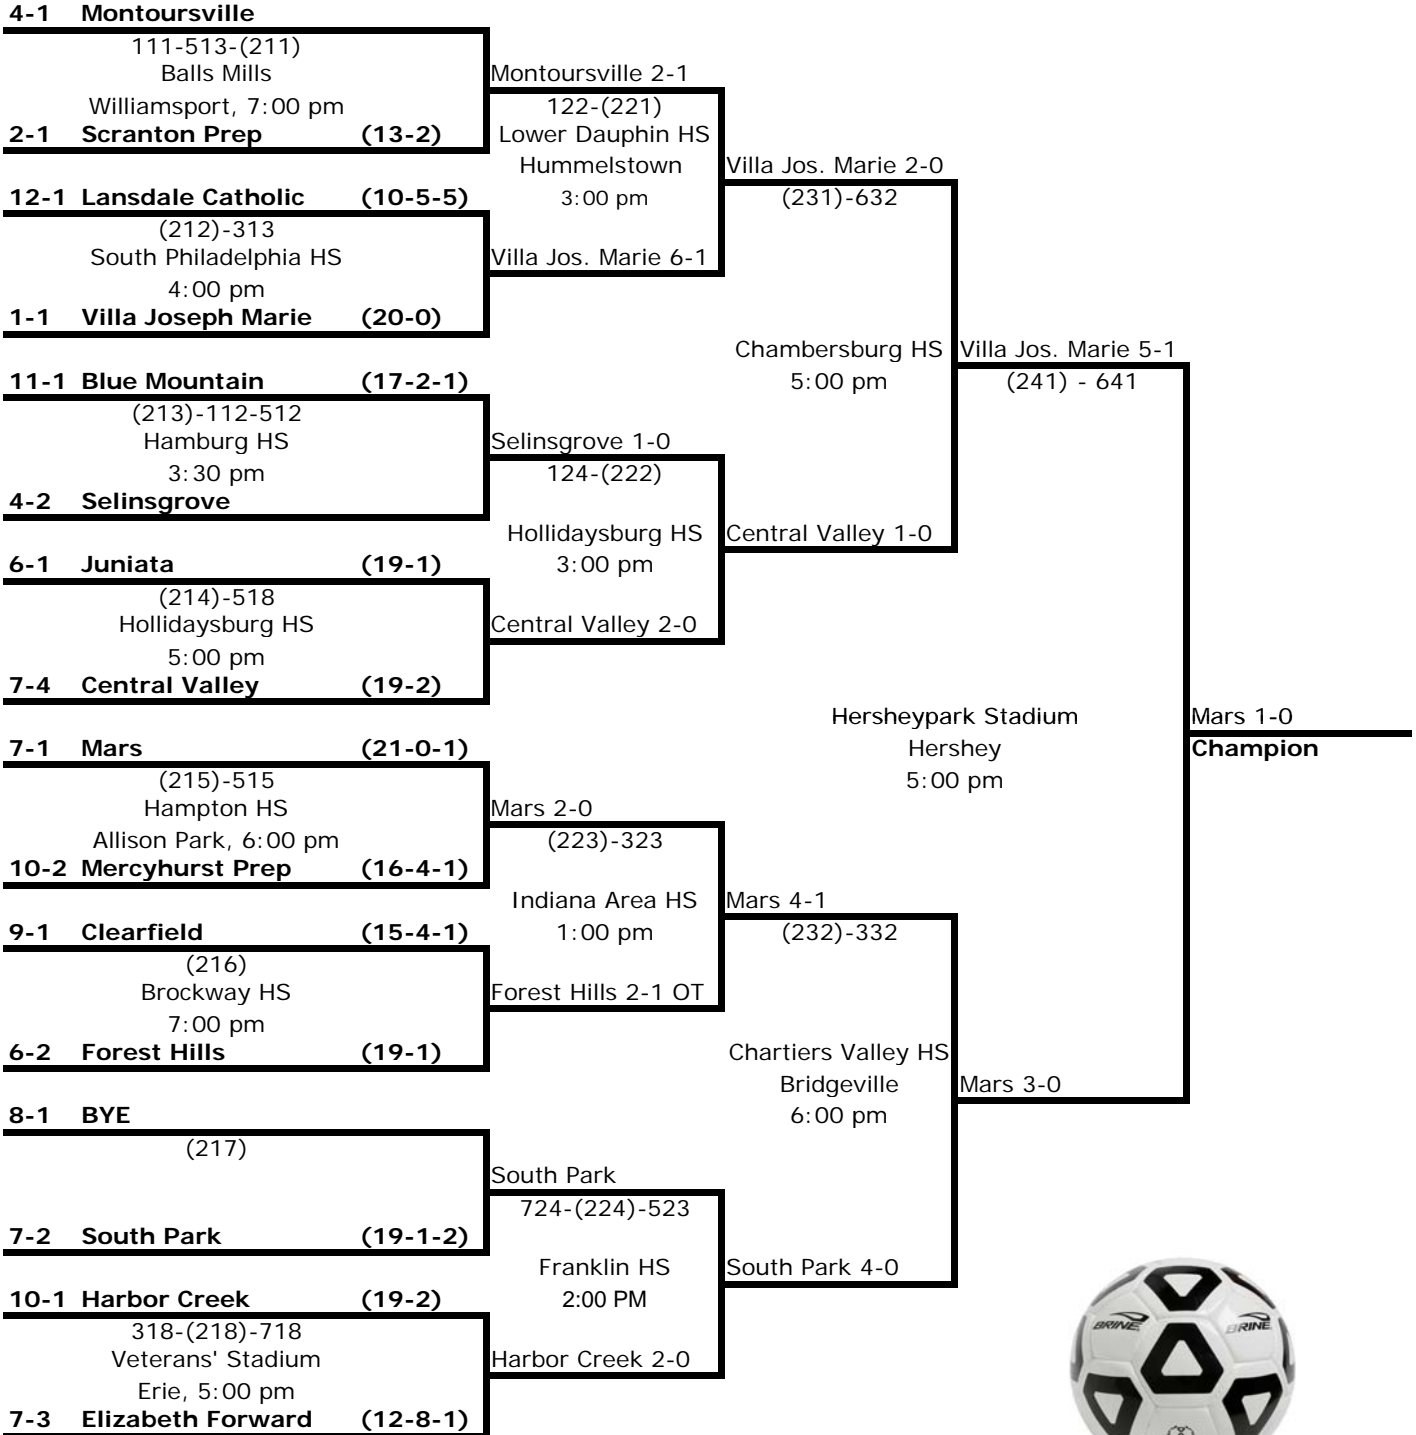 4-1 Montoursville
111-513-(211)
Balls Mills
Williamsport, 7:00 pm
2-1 Scranton Prep (13-2)
12-1 Lansdale Catholic (10-5-5)
(212)-313
South Philadelphia HS
4:00 pm
1-1 Villa Joseph Marie (20-0)
11-1 Blue Mountain (17-2-1)
(213)-112-512
Hamburg HS
3:30 pm
4-2 Selinsgrove
6-1 Juniata (19-1)
(214)-518
Hollidaysburg HS
5:00 pm
7-4 Central Valley (19-2)
7-1 Mars (21-0-1)
(215)-515
Hampton HS
Allison Park, 6:00 pm
10-2 Mercyhurst Prep (16-4-1)
9-1 Clearfield (15-4-1)
(216)
Brockway HS
7:00 pm
6-2 Forest Hills (19-1)
8-1 BYE
(217)
7-2 South Park (19-1-2)
10-1 Harbor Creek (19-2)
318-(218)-718
Veterans' Stadium
Erie, 5:00 pm
7-3 Elizabeth Forward (12-8-1)
Montoursville 2-1
122-(221)
Lower Dauphin HS
Hummelstown
3:00 pm
Villa Jos. Marie 6-1
Selinsgrove 1-0
124-(222)
Hollidaysburg HS
3:00 pm
Central Valley 2-0
Mars 2-0
(223)-323
Indiana Area HS
1:00 pm
Forest Hills 2-1 OT
South Park
724-(224)-523
Franklin HS
2:00 PM
Harbor Creek 2-0
Villa Jos. Marie 2-0
(231)-632
Chambersburg HS
5:00 pm
Central Valley 1-0
Mars 4-1
(232)-332
Chartiers Valley HS
Bridgeville
6:00 pm
South Park 4-0
Villa Jos. Marie 5-1
(241) - 641
Hersheypark Stadium
Hershey
5:00 pm
Mars 3-0
Mars 1-0
Champion
BRINE
BRINE